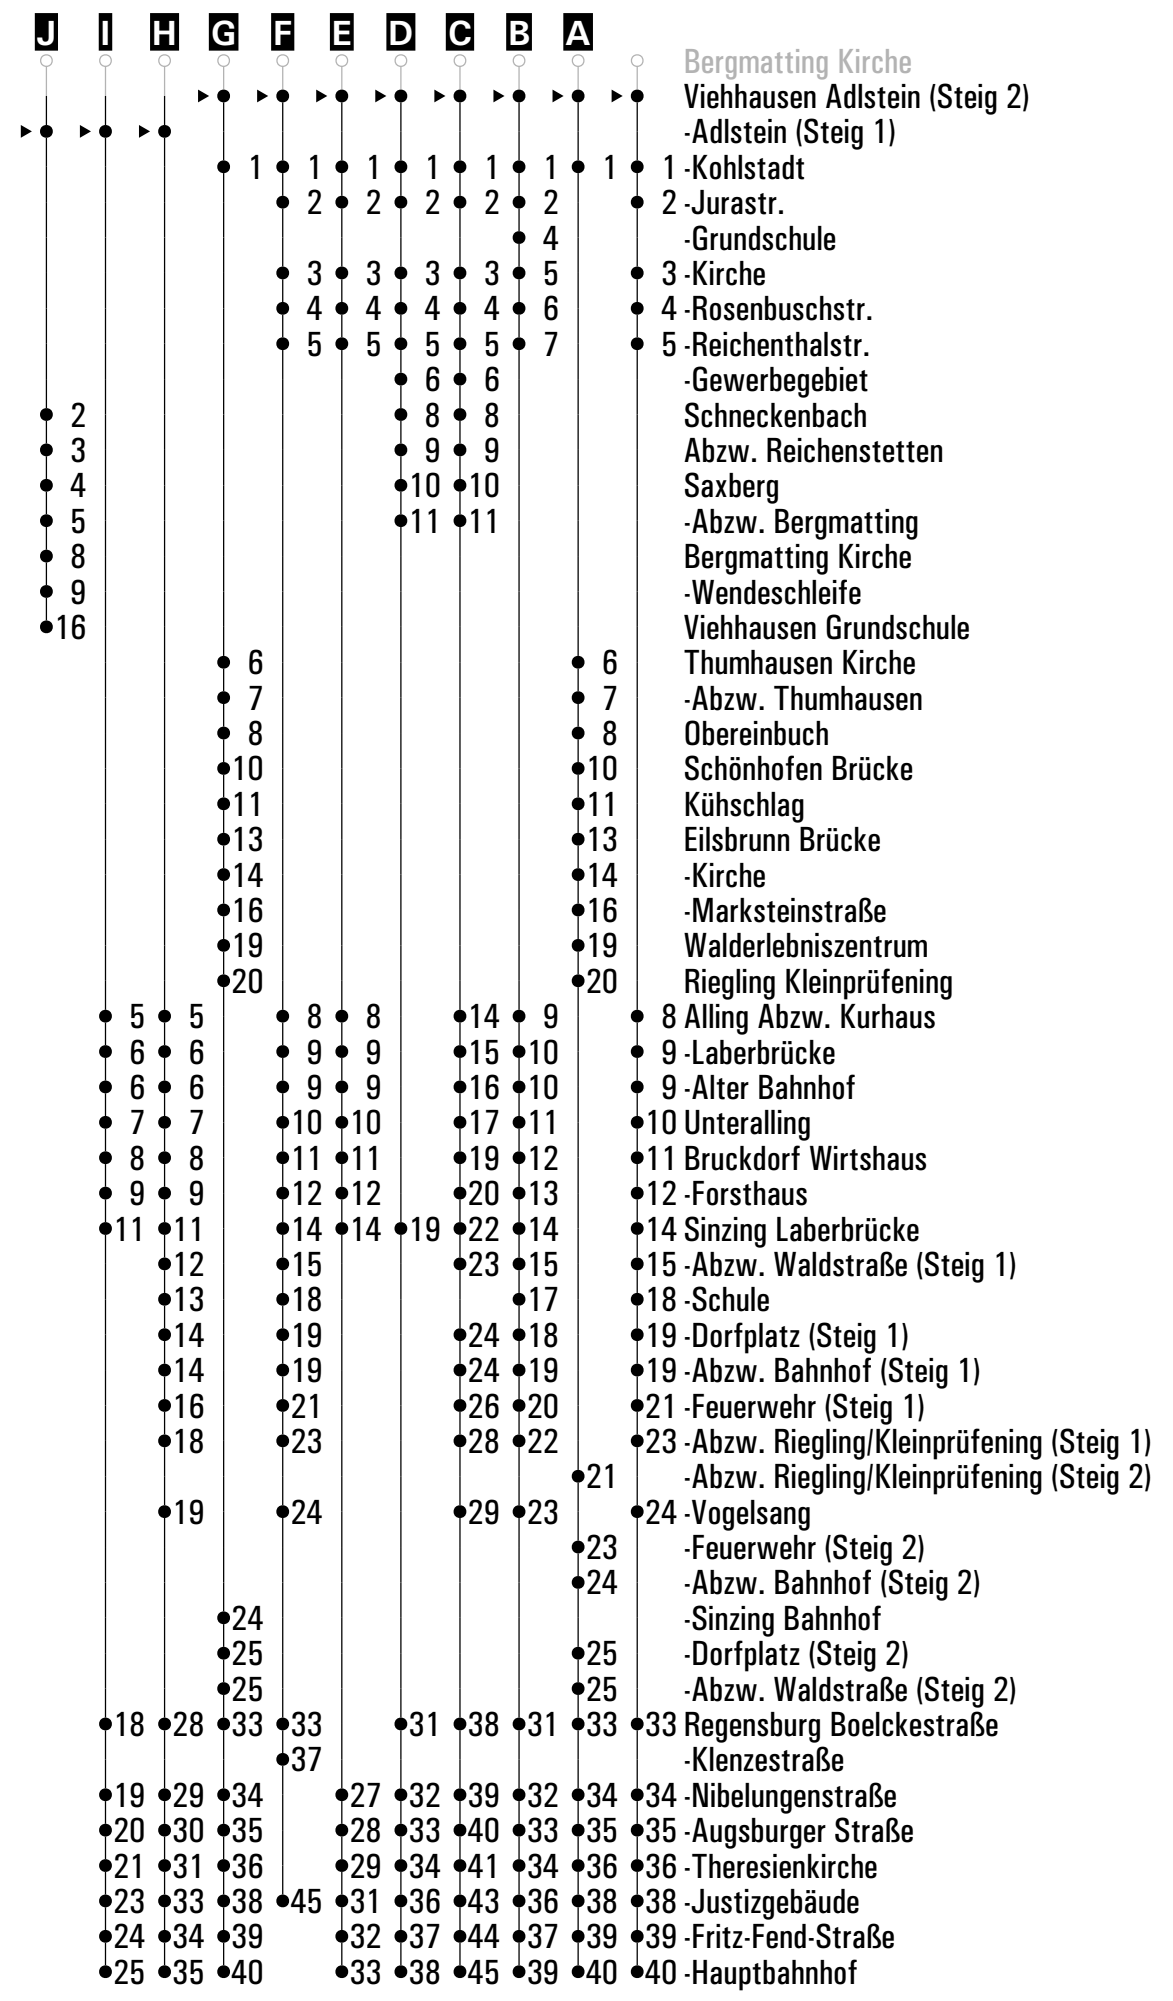 J I H G F E D C B A
Bergmatting Kirche
Viehhausen Adlstein (Steig 2)
-Adlstein (Steig 1)
1 1 1 1 1 1 1 1 -Kohlstadt
2 2 2 2 2 2 -Jurastr.
4 -Grundschule
3 3 3 3 5 3 -Kirche
4 4 4 4 6 4 -Rosenbuschstr.
5 5 5 5 7 5 -Reichenthalstr.
6 6 -Gewerbegebiet
2 8 8 Schneckenbach
3 9 9 Abzw. Reichenstetten
4 10 10 Saxberg
5 11 11 -Abzw. Bergmatting
8 Bergmatting Kirche
9 -Wendeschleife
16 Viehhausen Grundschule
6 6 Thumhausen Kirche
7 7 -Abzw. Thumhausen
8 8 Obereinbuch
10 10 Schönhofen Brücke
11 11 Kühschlag
13 13 Eilsbrunn Brücke
14 14 -Kirche
16 16 -Marksteinstraße
19 19 Walderlebniszentrum
20 20 Riegling Kleinprüfening
5 5 8 8 14 9 8 Alling Abzw. Kurhaus
6 6 9 9 15 10 9 -Laberbrücke
6 6 9 9 16 10 9 -Alter Bahnhof
7 7 10 10 17 11 10 Unteralling
8 8 11 11 19 12 11 Bruckdorf Wirtshaus
9 9 12 12 20 13 12 -Forsthaus
11 11 14 14 19 22 14 14 Sinzing Laberbrücke
12 15 23 15 15 -Abzw. Waldstraße (Steig 1)
13 18 17 18 -Schule
14 19 24 18 19 -Dorfplatz (Steig 1)
14 19 24 19 19 -Abzw. Bahnhof (Steig 1)
16 21 26 20 21 -Feuerwehr (Steig 1)
18 23 28 22 23 -Abzw. Riegling/Kleinprüfening (Steig 1)
21 -Abzw. Riegling/Kleinprüfening (Steig 2)
19 24 29 23 24 -Vogelsang
23 -Feuerwehr (Steig 2)
24 -Abzw. Bahnhof (Steig 2)
24 -Sinzing Bahnhof
25 25 -Dorfplatz (Steig 2)
25 25 -Abzw. Waldstraße (Steig 2)
18 28 33 33 31 38 31 33 33 Regensburg Boelckestraße
37 -Klenzestraße
19 29 34 27 32 39 32 34 34 -Nibelungenstraße
20 30 35 28 33 40 33 35 35 -Augsburger Straße
21 31 36 29 34 41 34 36 36 -Theresienkirche
23 33 38 45 31 36 43 36 38 38 -Justizgebäude
24 34 39 32 37 44 37 39 39 -Fritz-Fend-Straße
25 35 40 33 38 45 39 40 40 -Hauptbahnhof